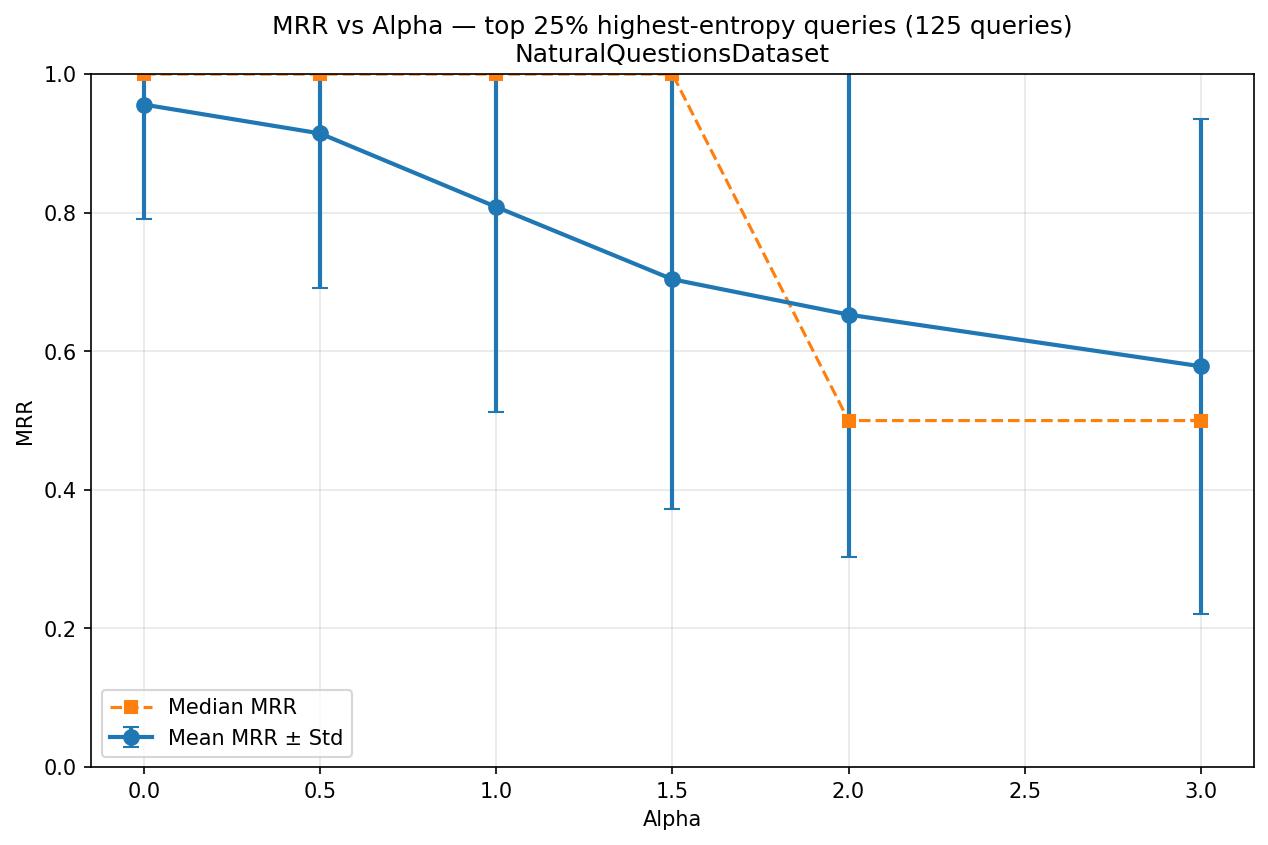 MRR vs Alpha — top 25% highest-entropy queries (125 queries)
NaturalQuestionsDataset
1.0
0.8
0.6
0.4
0.2
0.0
MRR
Median MRR
Mean MRR ± Std
0.0 0.5 1.0 1.5 2.0 2.5 3.0
Alpha